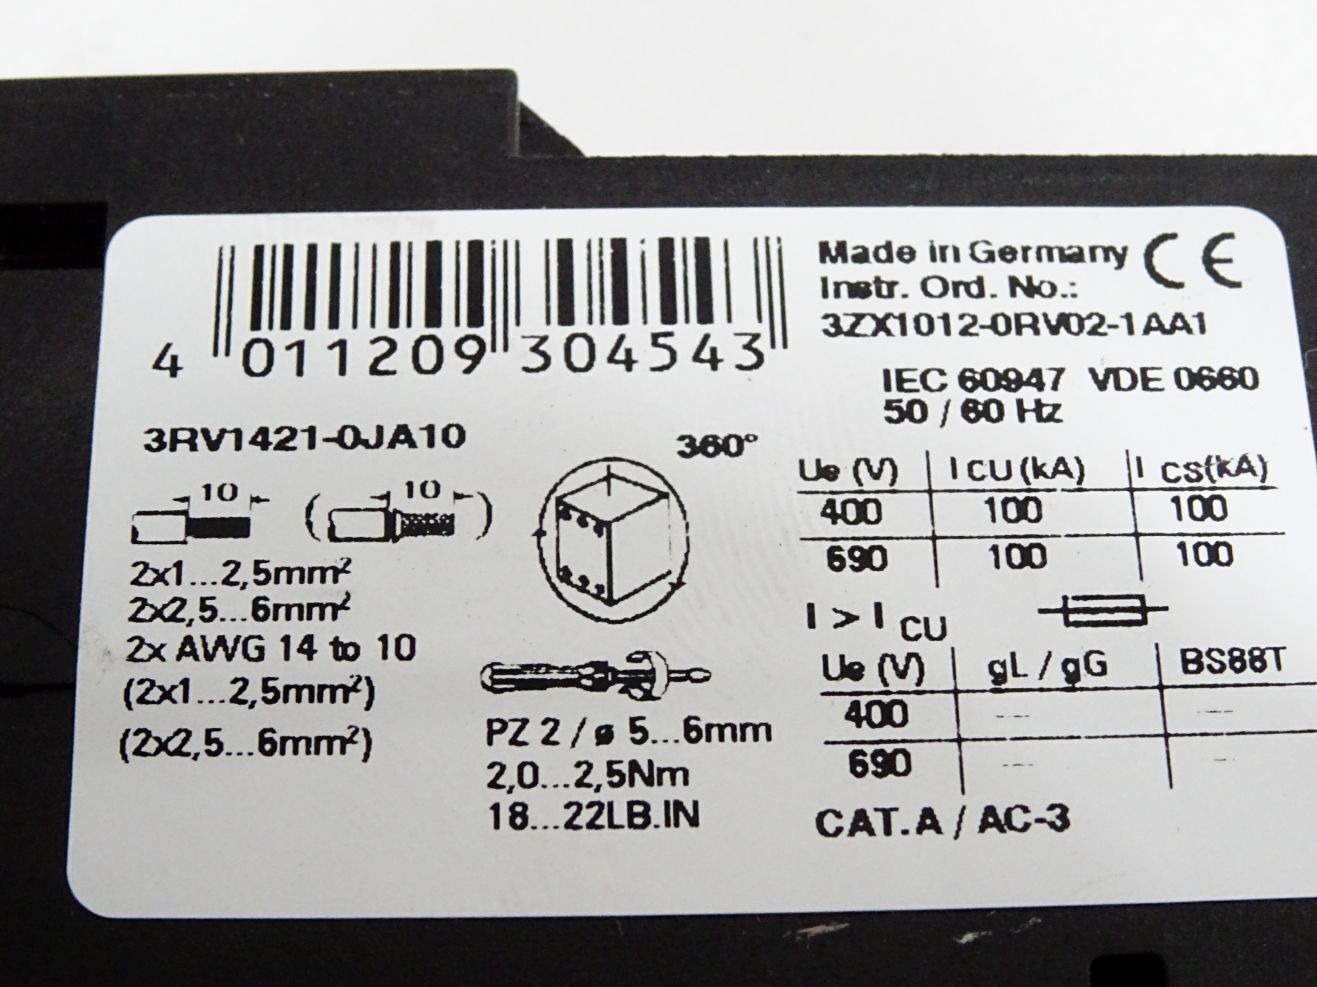 4 011209 304543
Made in Germany CE
Instr. Ord. No.:
3ZX1012-0RV02-1AA1
IEC 60947 VDE 0660
50 / 60 Hz
3RV1421-0JA10
360°
10 ( 10 )
2x1...2,5mm²
2x2,5...6mm²
2x AWG 14 to 10
(2x1...2,5mm²)
(2x2,5...6mm²)
PZ 2 / ø 5...6mm
2,0...2,5Nm
18...22LB.IN
Ue (V) I CU (kA) I CS(kA)
400 100 100
690 100 100
I > I CU
Ue (V) gL / gG BS88T
400 --- ---
690 --- --
CAT.A / AC-3